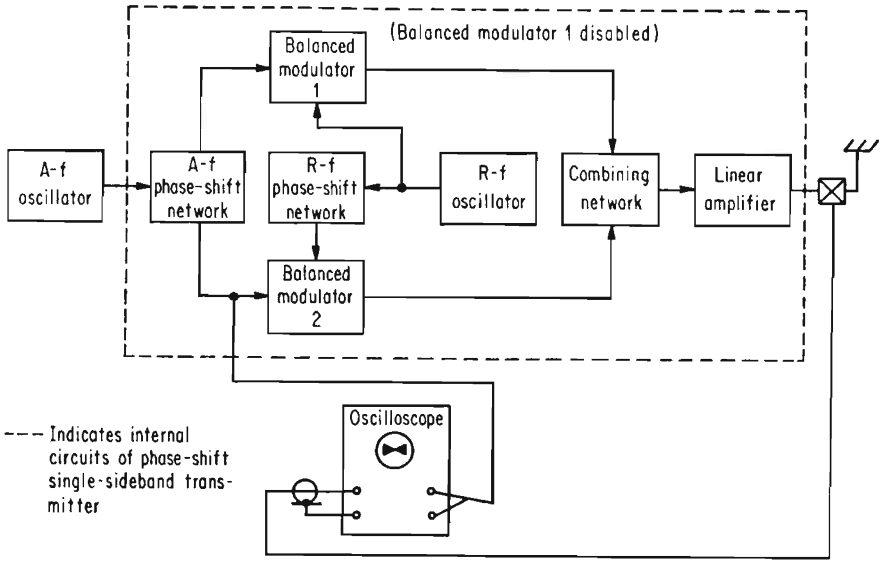 (Balanced modulator 1 disabled)
Balanced
modulator
1
A-f
oscillator
A-f
phase-shift
network
R-f
phase-shift
network
R-f
oscillator
Combining
network
Linear
amplifier
Balanced
modulator
2
Oscilloscope
---- Indicates internal
circuits of phase-shift
single-sideband trans-
mitter